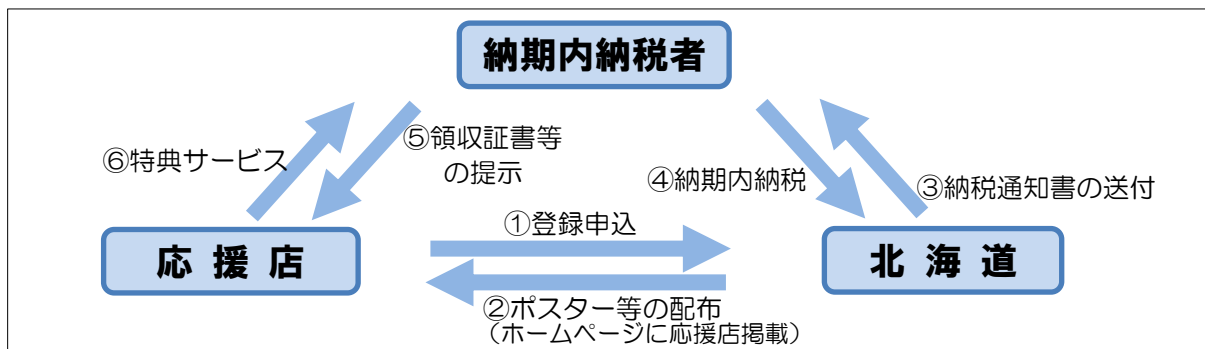 納期内納税者
⑤領収証書等
の提示
⑥特典サービス
④納期内納税
③納税通知書の送付
①登録申込
応援店
北海道
②ポスター等の配布
（ホームページに応援店掲載）